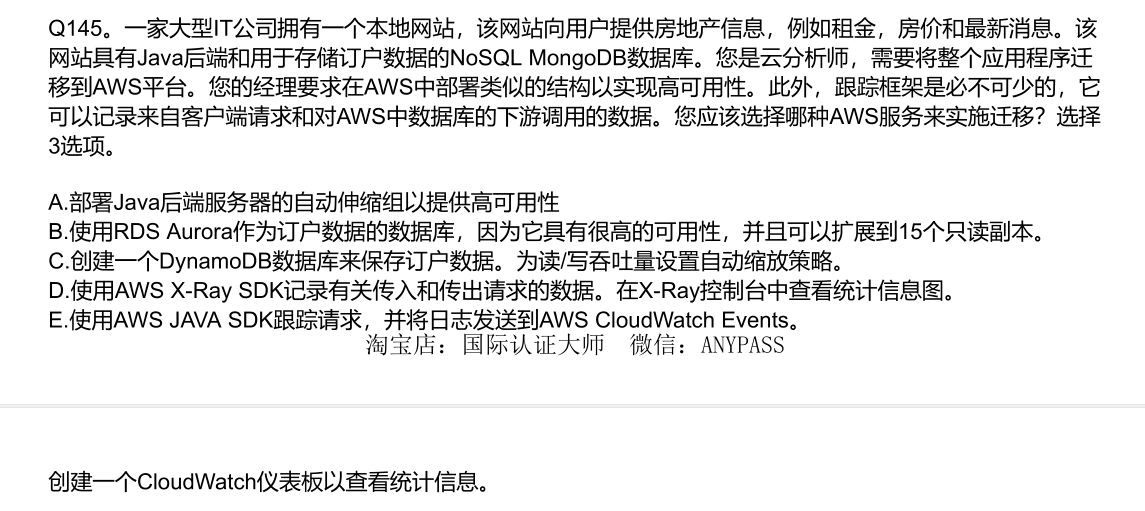 Q145。一家大型IT公司拥有一个本地网站，该网站向用户提供房地产信息，例如租金，房价和最新消息。该
网站具有Java后端和用于存储订户数据的NoSQL MongoDB数据库。您是云分析师，需要将整个应用程序迁
移到AWS平台。您的经理要求在AWS中部署类似的结构以实现高可用性。此外，跟踪框架是必不可少的，它
可以记录来自客户端请求和对AWS中数据库的下游调用的数据。您应该选择哪种AWS服务来实施迁移？选择
3选项。
A.部署Java后端服务器的自动伸缩组以提供高可用性
B.使用RDS Aurora作为订户数据的数据库，因为它具有很高的可用性，并且可以扩展到15个只读副本。
C.创建一个DynamoDB数据库来保存订户数据。为读/写吞吐量设置自动缩放策略。
D.使用AWS X-Ray SDK记录有关传入和传出请求的数据。在X-Ray控制台中查看统计信息图。
E.使用AWS JAVA SDK跟踪请求，并将日志发送到AWS CloudWatch Events。
淘宝店：国际认证大师 微信：ANYPASS
创建一个CloudWatch仪表板以查看统计信息。